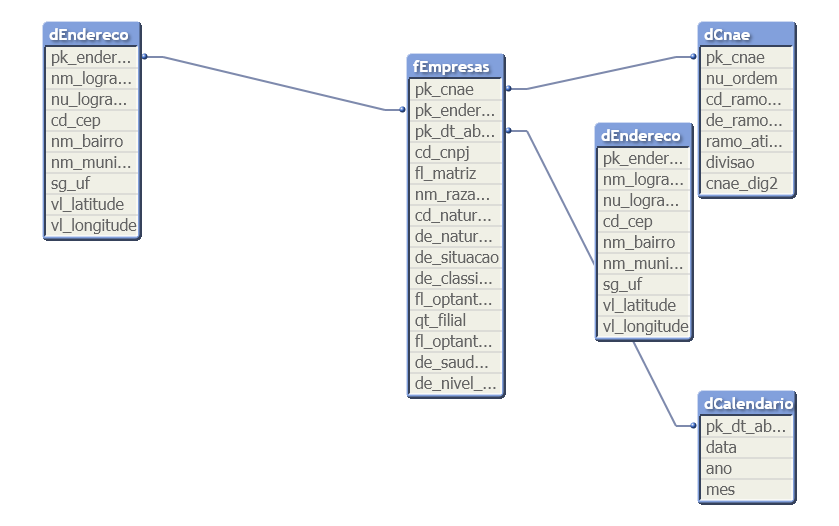 dEndereco
pk_ender...
nm_logra...
nu_logra...
cd_cep
nm_bairro
nm_muni...
sg_uf
vl_latitude
vl_longitude
fEmpresas
pk_cnae
pk_ender...
pk_dt_ab...
cd_cnpj
fl_matriz
nm_raza...
cd_natur...
de_natur...
de_situacao
de_classi...
fl_optant...
qt_filial
fl_optant...
de_saud...
de_nivel_...
dEndereco
pk_ender...
nm_logra...
nu_logra...
cd_cep
nm_bairro
nm_muni...
sg_uf
vl_latitude
vl_longitude
dCnae
pk_cnae
nu_ordem
cd_ramo...
de_ramo...
ramo_ati...
divisao
cnae_dig2
dCalendario
pk_dt_ab...
data
ano
mes